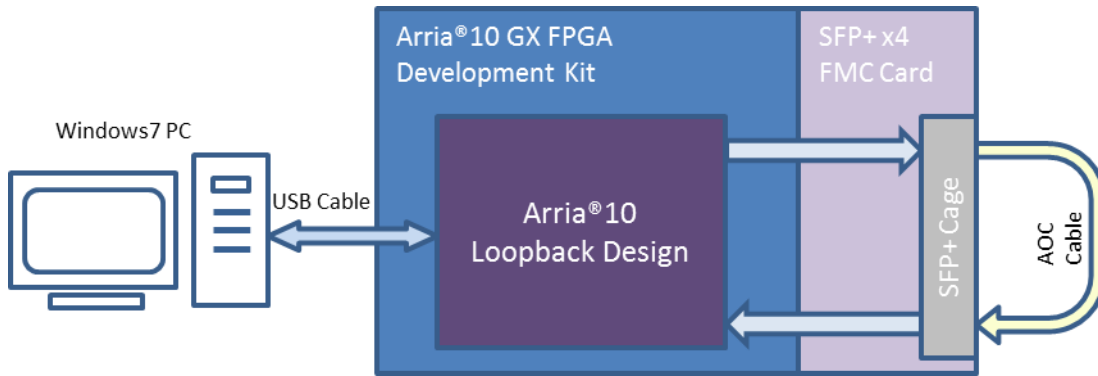 Arria®10 GX FPGA
Development Kit
SFP+ x4
FMC Card
Windows7 PC
USB Cable
Arria®10
Loopback Design
SFP+ Cage
AOC
Cable